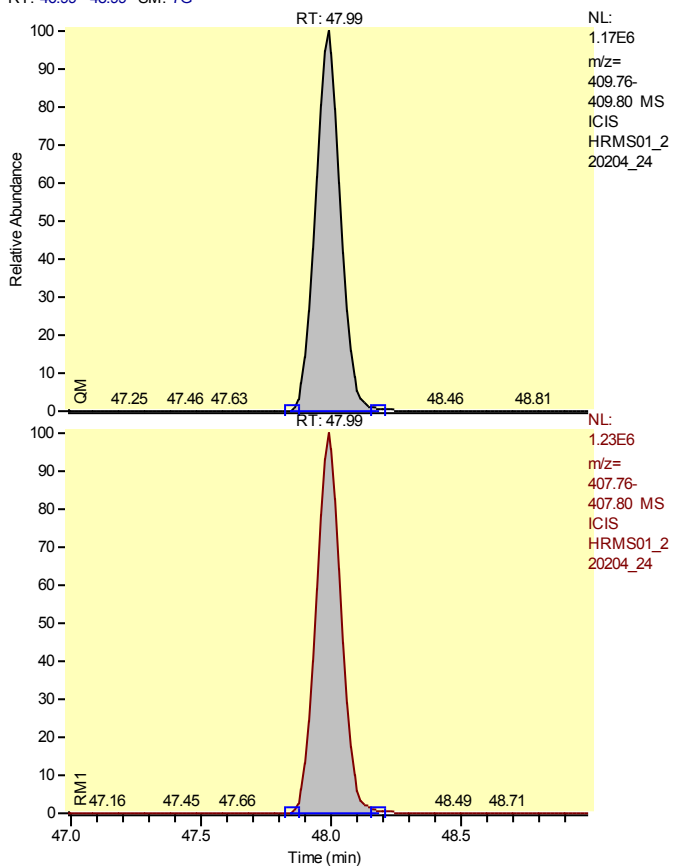 RT: 47.99
NL:
1.17E6
m/z=
409.76-
409.80 MS
ICIS
HRMS01_2
20204_24
100
90
80
70
60
50
40
30
20
10
0
Relative Abundance
QM
47.25 47.46 47.63 48.46 48.81
RT: 47.99
NL:
1.23E6
m/z=
407.76-
407.80 MS
ICIS
HRMS01_2
20204_24
100
90
80
70
60
50
40
30
20
10
0
RM1
47.16 47.45 47.66 48.49 48.71
47.0 47.5 48.0 48.5
Time (min)